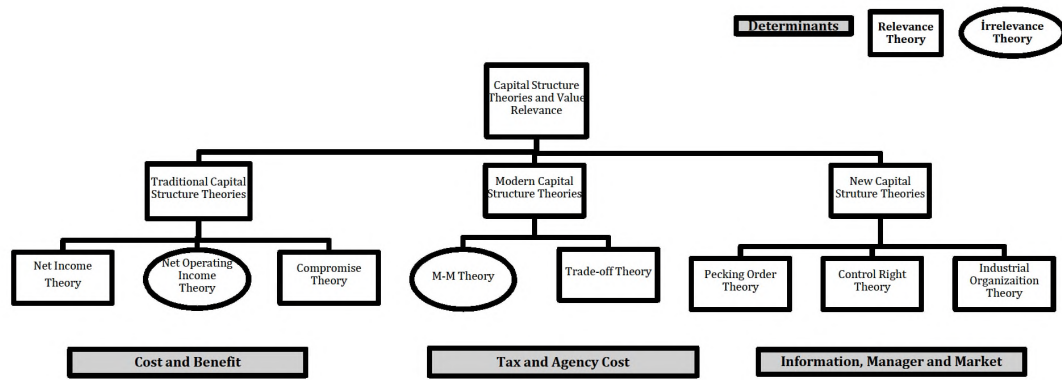 Determinants
Relevance
Theory
İrrelevance
Theory
Capital Structure
Theories and Value
Relevance
Traditional Capital
Structure Theories
Modern Capital
Structure Theories
New Capital
Struture Theories
Net Income
Theory
Net Operating
Income
Theory
Compromise
Theory
M-M Theory
Trade-off Theory
Pecking Order
Theory
Control Right
Theory
Industrial
Organizaition
Theory
Cost and Benefit
Tax and Agency Cost
Information, Manager and Market